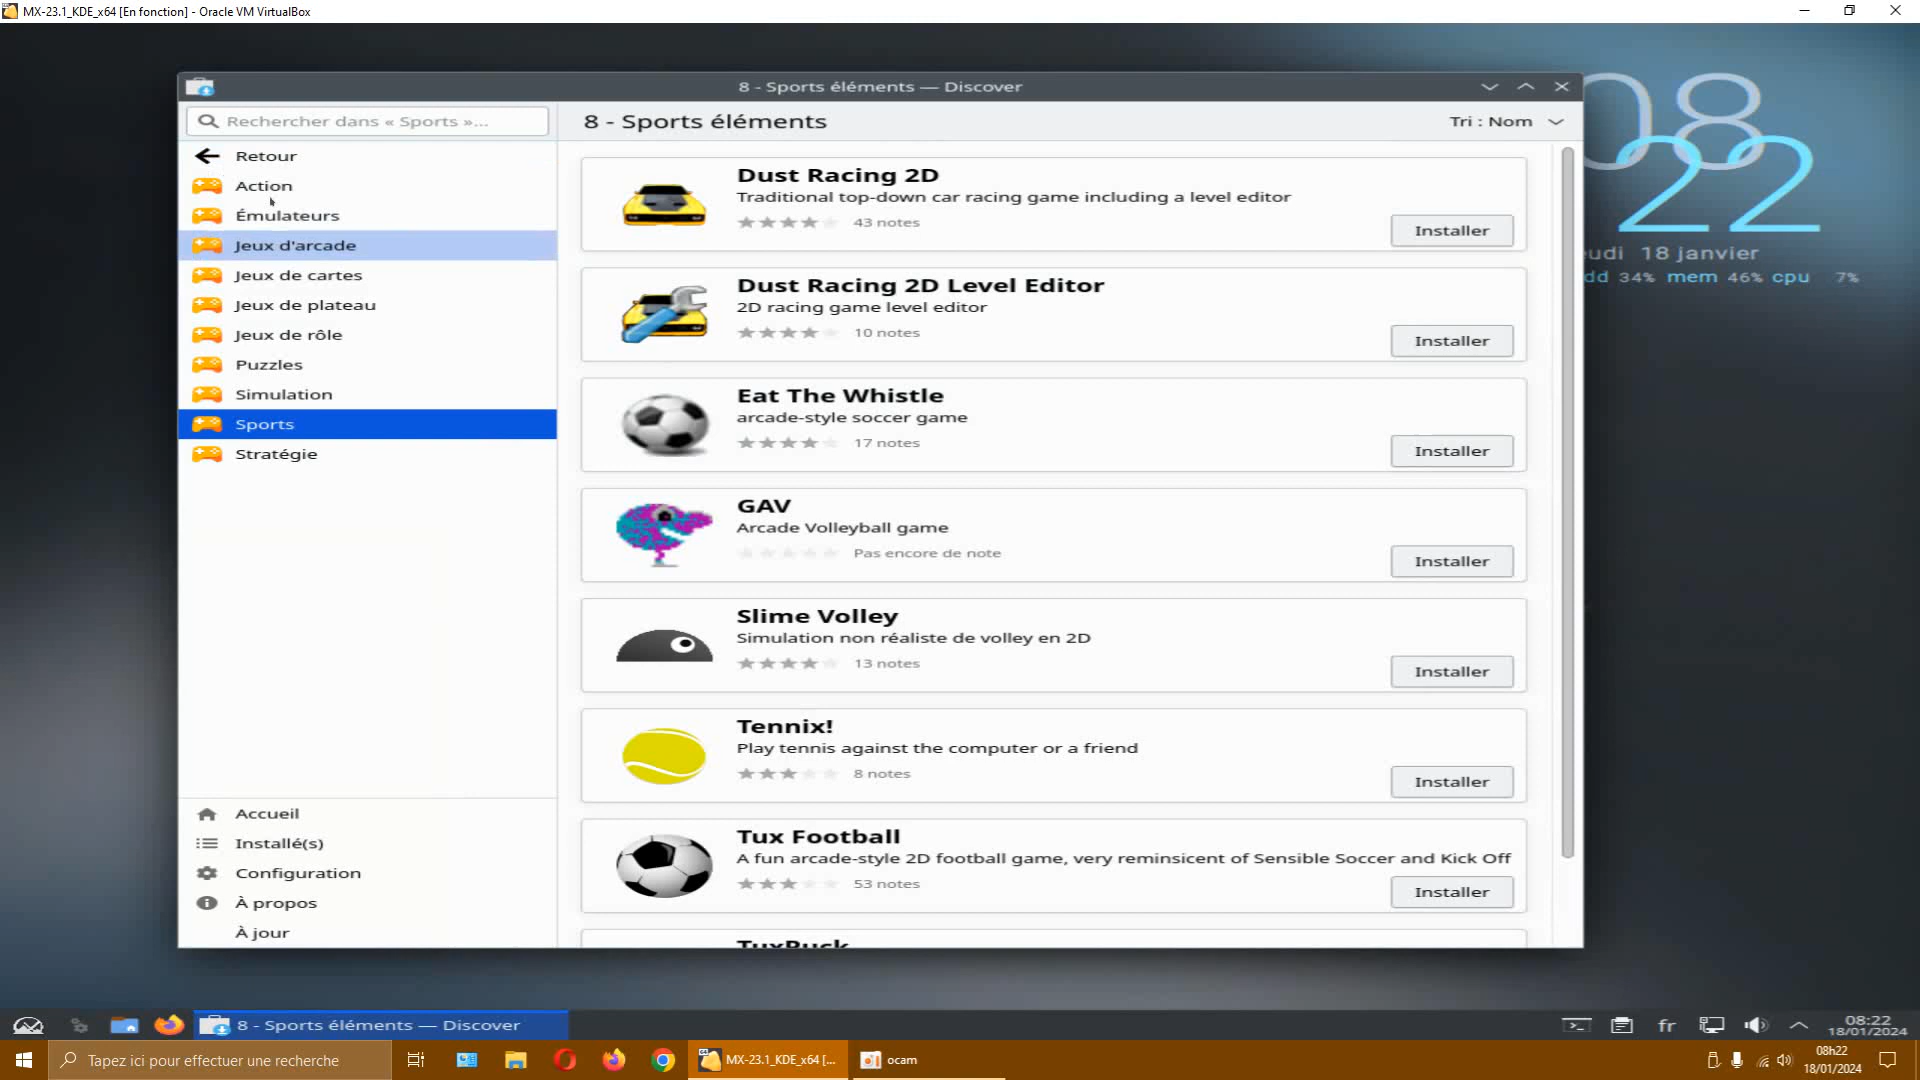 MX-23.1_KDE_x64 [En fonction] - Oracle VM VirtualBox
8 - Sports éléments — Discover
Rechercher dans « Sports »...
8 - Sports éléments
Tri : Nom
Retour
Action
Émulateurs
Jeux d'arcade
Jeux de cartes
Jeux de plateau
Jeux de rôle
Puzzles
Simulation
Sports
Stratégie
Dust Racing 2D
Traditional top-down car racing game including a level editor
43 notes
Installer
Dust Racing 2D Level Editor
2D racing game level editor
10 notes
Installer
Eat The Whistle
arcade-style soccer game
17 notes
Installer
GAV
Arcade Volleyball game
Pas encore de note
Installer
Slime Volley
Simulation non réaliste de volley en 2D
13 notes
Installer
Tennix!
Play tennis against the computer or a friend
8 notes
Installer
Tux Football
A fun arcade-style 2D football game, very reminsicent of Sensible Soccer and Kick Off
53 notes
Installer
TuxPuck
Accueil
Installé(s)
Configuration
À propos
À jour
08
22
udi 18 janvier
dd 34% mem 46% cpu 7%
8 - Sports éléments — Discover
fr
08:22
18/01/2024
Tapez ici pour effectuer une recherche
MX-23.1_KDE_x64 [...
ocam
08h22
18/01/2024